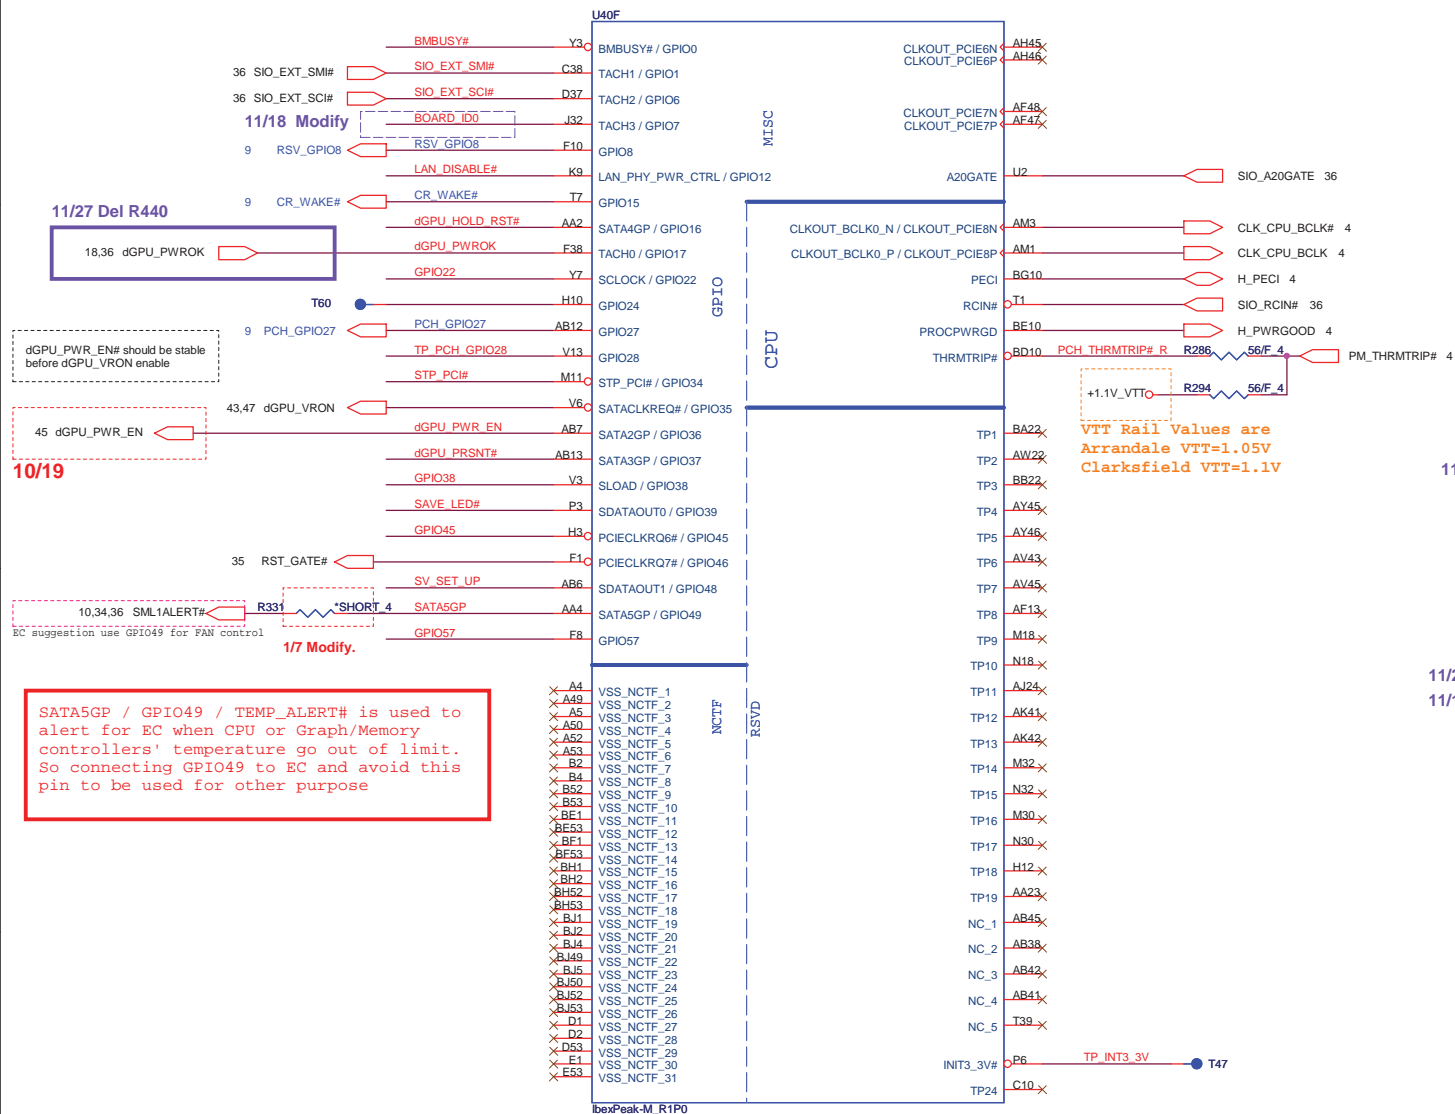 U40F
BMBUSY# Y3 BMBUSY# / GPIO0
36 SIO_EXT_SMI# SIO_EXT_SMI# C38 TACH1 / GPIO1
36 SIO_EXT_SCI# SIO_EXT_SCI# D37 TACH2 / GPIO6
11/18 Modify BOARD_ID0 J32 TACH3 / GPIO7
9 RSV_GPIO8 RSV_GPIO8 F10 GPIO8
LAN_DISABLE# K9 LAN_PHY_PWR_CTRL / GPIO12
9 CR_WAKE# CR_WAKE# T7 GPIO15
11/27 Del R440
dGPU_HOLD_RST# AA2 SATA4GP / GPIO16
18,36 dGPU_PWROK dGPU_PWROK F38 TACH0 / GPIO17
GPIO22 Y7 SCLOCK / GPIO22
T60 H10 GPIO24
9 PCH_GPIO27 PCH_GPIO27 AB12 GPIO27
dGPU_PWR_EN# should be stable
before dGPU_VRON enable
TP_PCH_GPIO28 V13 GPIO28
STP_PCI# M11 STP_PCI# / GPIO34
43,47 dGPU_VRON V6 SATACLKREQ# / GPIO35
45 dGPU_PWR_EN dGPU_PWR_EN AB7 SATA2GP / GPIO36
10/19
dGPU_PRSNT# AB13 SATA3GP / GPIO37
GPIO38 V3 SLOAD / GPIO38
SAVE_LED# P3 SDATAOUT0 / GPIO39
GPIO45 H3 PCIECLKRQ6# / GPIO45
35 RST_GATE# F1 PCIECLKRQ7# / GPIO46
SV_SET_UP AB6 SDATAOUT1 / GPIO48
10,34,36 SML1ALERT# R331 *SHORT_4 SATA5GP AA4 SATA5GP / GPIO49
EC suggestion use GPIO49 for FAN control
GPIO57 F8 GPIO57
1/7 Modify.
SATA5GP / GPIO49 / TEMP_ALERT# is used to
alert for EC when CPU or Graph/Memory
controllers' temperature go out of limit.
So connecting GPIO49 to EC and avoid this
pin to be used for other purpose
A4 VSS_NCTF_1
A49 VSS_NCTF_2
A5 VSS_NCTF_3
A50 VSS_NCTF_4
A52 VSS_NCTF_5
A53 VSS_NCTF_6
B2 VSS_NCTF_7
B4 VSS_NCTF_8
B52 VSS_NCTF_9
B53 VSS_NCTF_10
BE1 VSS_NCTF_11
BE53 VSS_NCTF_12
BF1 VSS_NCTF_13
BF53 VSS_NCTF_14
BH1 VSS_NCTF_15
BH2 VSS_NCTF_16
BH52 VSS_NCTF_17
BH53 VSS_NCTF_18
BJ1 VSS_NCTF_19
BJ2 VSS_NCTF_20
BJ4 VSS_NCTF_21
BJ49 VSS_NCTF_22
BJ5 VSS_NCTF_23
BJ50 VSS_NCTF_24
BJ52 VSS_NCTF_25
BJ53 VSS_NCTF_26
D1 VSS_NCTF_27
D2 VSS_NCTF_28
D53 VSS_NCTF_29
E1 VSS_NCTF_30
E53 VSS_NCTF_31
MISC
GPIO
CPU
NCTF
RSVD
CLKOUT_PCIE6N AH45
CLKOUT_PCIE6P AH46
CLKOUT_PCIE7N AF48
CLKOUT_PCIE7P AF47
A20GATE U2 SIO_A20GATE 36
CLKOUT_BCLK0_N / CLKOUT_PCIE8N AM3 CLK_CPU_BCLK# 4
CLKOUT_BCLK0_P / CLKOUT_PCIE8P AM1 CLK_CPU_BCLK 4
PECI BG10 H_PECI 4
RCIN# T1 SIO_RCIN# 36
PROCPWRGD BE10 H_PWRGOOD 4
THRMTRIP# BD10 PCH_THRMTRIP#_R R286 56/F_4 PM_THRMTRIP# 4
+1.1V_VTT R294 56/F_4
VTT Rail Values are
Arrandale VTT=1.05V
Clarksfield VTT=1.1V
TP1 BA22
TP2 AW22
TP3 BB22
TP4 AY45
TP5 AY46
TP6 AV43
TP7 AV45
TP8 AF13
TP9 M18
TP10 N18
TP11 AJ24
TP12 AK41
TP13 AK42
TP14 M32
TP15 N32
TP16 M30
TP17 N30
TP18 H12
TP19 AA23
NC_1 AB45
NC_2 AB38
NC_3 AB42
NC_4 AB41
NC_5 T39
INIT3_3V# P6 TP_INT3_3V T47
TP24 C10
IbexPeak-M_R1P0